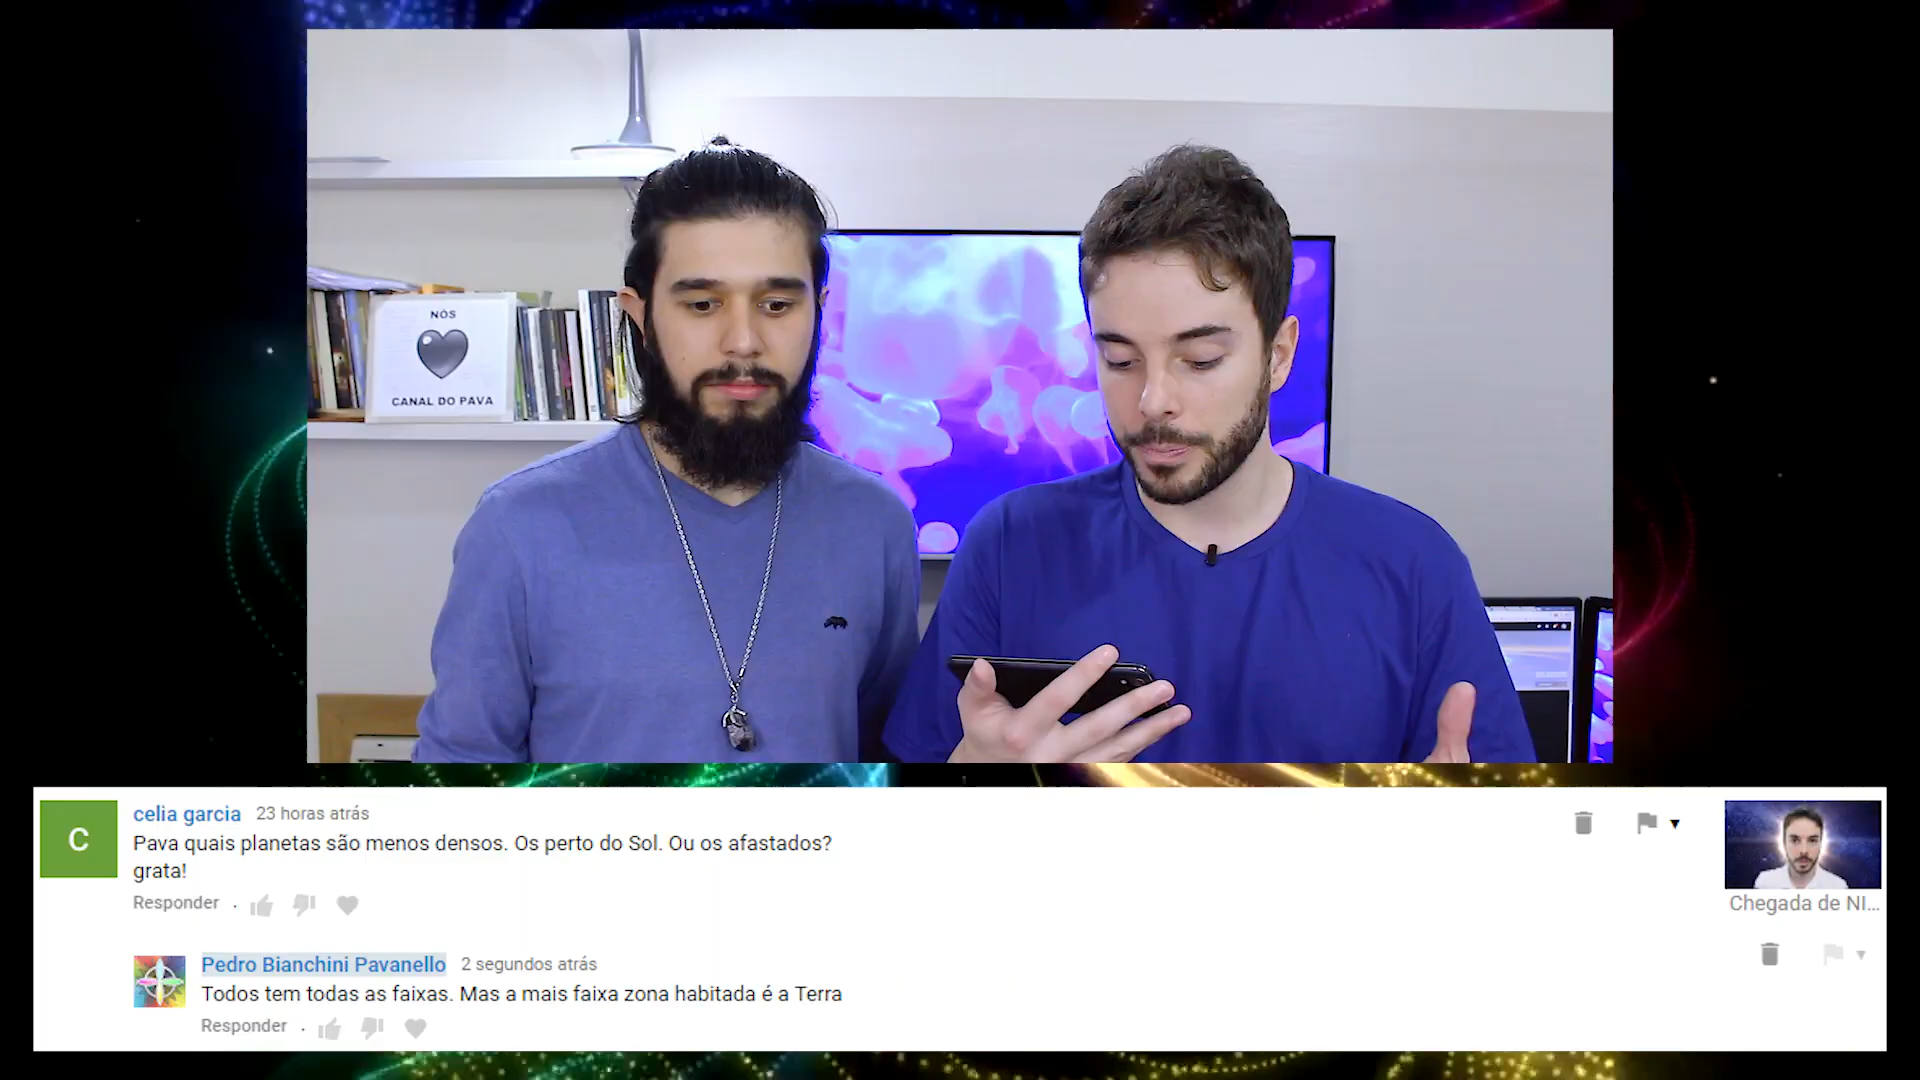 NÓS
CANAL DO PAVA
C
celia garcia 23 horas atrás
Pava quais planetas são menos densos. Os perto do Sol. Ou os afastados?
grata!
Responder .
Chegada de NI...
Pedro Bianchini Pavanello 2 segundos atrás
Todos tem todas as faixas. Mas a mais faixa zona habitada é a Terra
Responder .